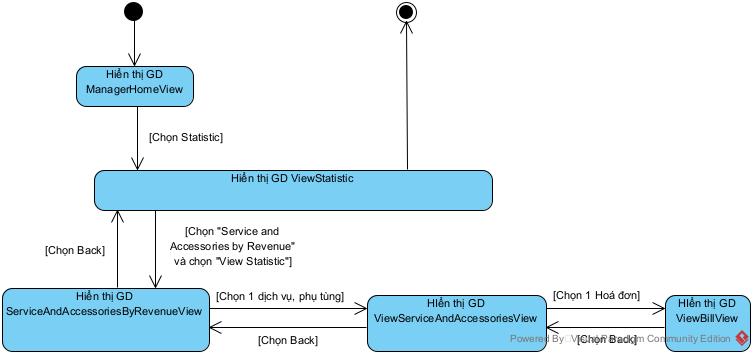 Hiển thị GD
ManagerHomeView
[Chọn Statistic]
Hiển thị GD ViewStatistic
[Chọn Back]
[Chọn "Service and
Accessories by Revenue"
và chọn "View Statistic"]
Hiển thị GD
ServiceAndAccessoriesByRevenueView
[Chọn 1 dịch vụ, phụ tùng]
[Chọn Back]
HIển thị GD
ViewServiceAndAccessoriesView
[Chọn 1 Hoá đơn]
[Chọn Back]
HIển thị GD
ViewBillView
Powered By Visual Paradigm Community Edition